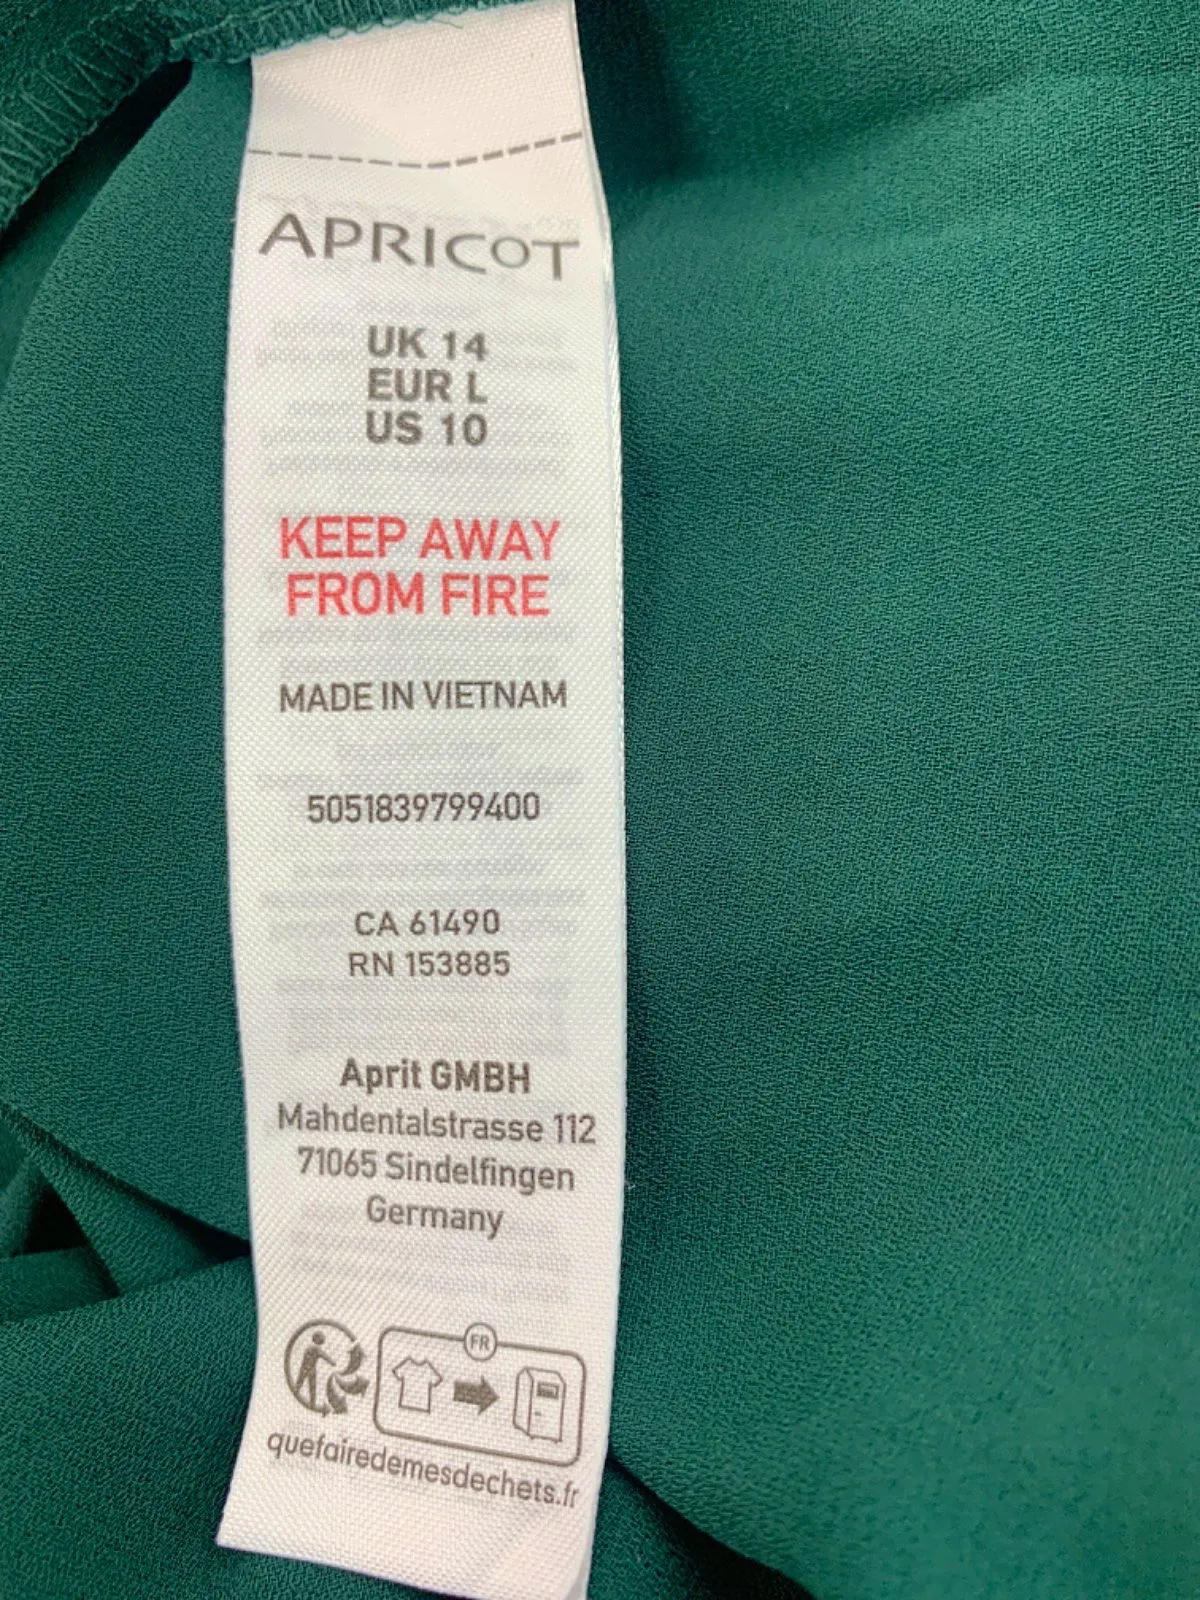 APRICOT
UK 14
EUR L
US 10
KEEP AWAY
FROM FIRE
MADE IN VIETNAM
5051839799400
CA 61490
RN 153885
Aprit GMBH
Mahdentalstrasse 112
71065 Sindelfingen
Germany
FR
quefairedemesdechets.fr